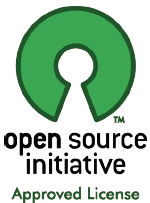 TM
open source
initiative
Approved License